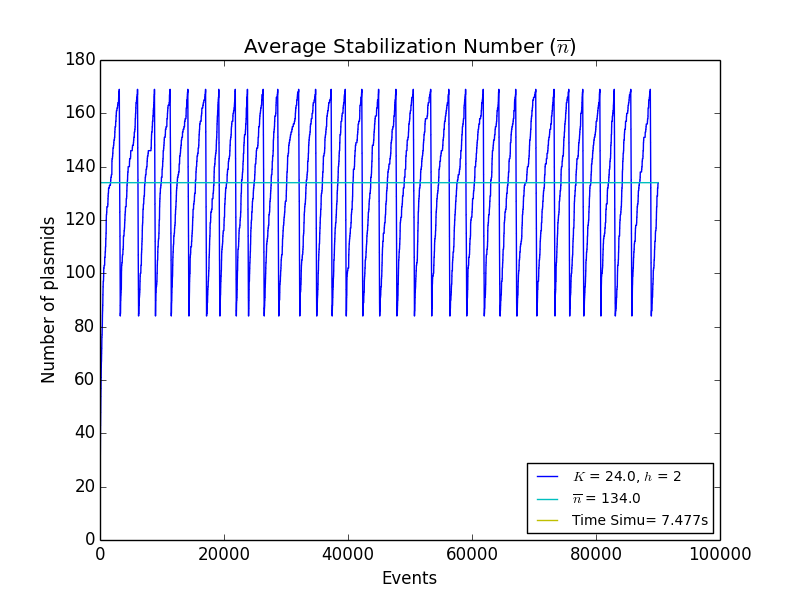 Average Stabilization Number (n̅)
180
160
140
120
100
80
60
40
20
0
Number of plasmids
0 20000 40000 60000 80000 100000
Events
K = 24.0, h = 2
n̅ = 134.0
Time Simu= 7.477s